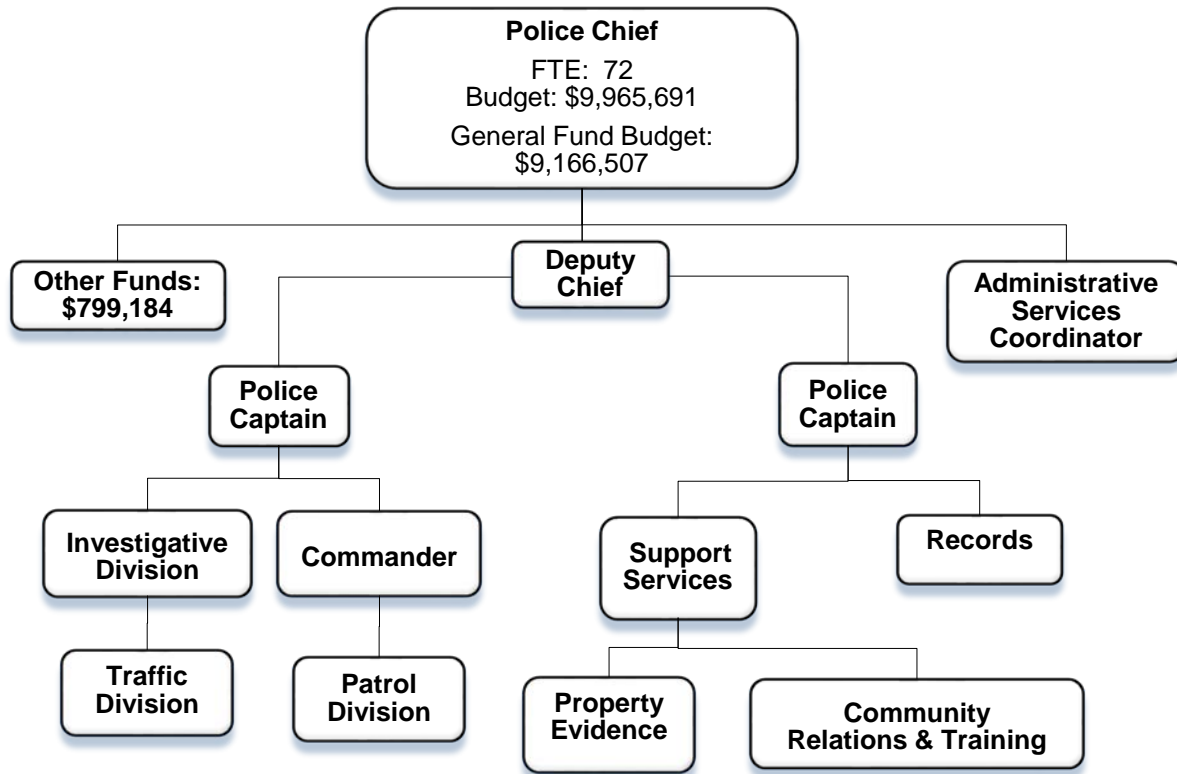 Police Chief
FTE: 72
Budget: $9,965,691
General Fund Budget:
$9,166,507
Other Funds:
$799,184
Deputy
Chief
Administrative
Services
Coordinator
Police
Captain
Police
Captain
Investigative
Division
Commander
Support
Services
Records
Traffic
Division
Patrol
Division
Property
Evidence
Community
Relations & Training